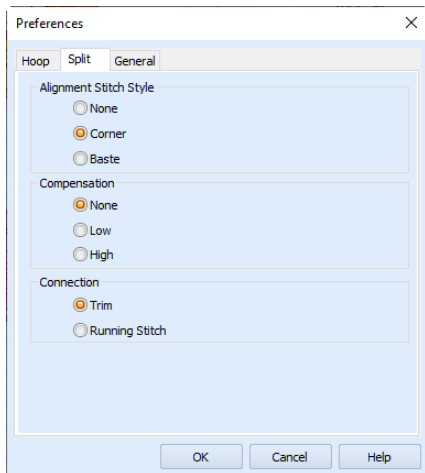 Preferences
Hoop Split General
Alignment Stitch Style
None
Corner
Baste
Compensation
None
Low
High
Connection
Trim
Running Stitch
OK Cancel Help